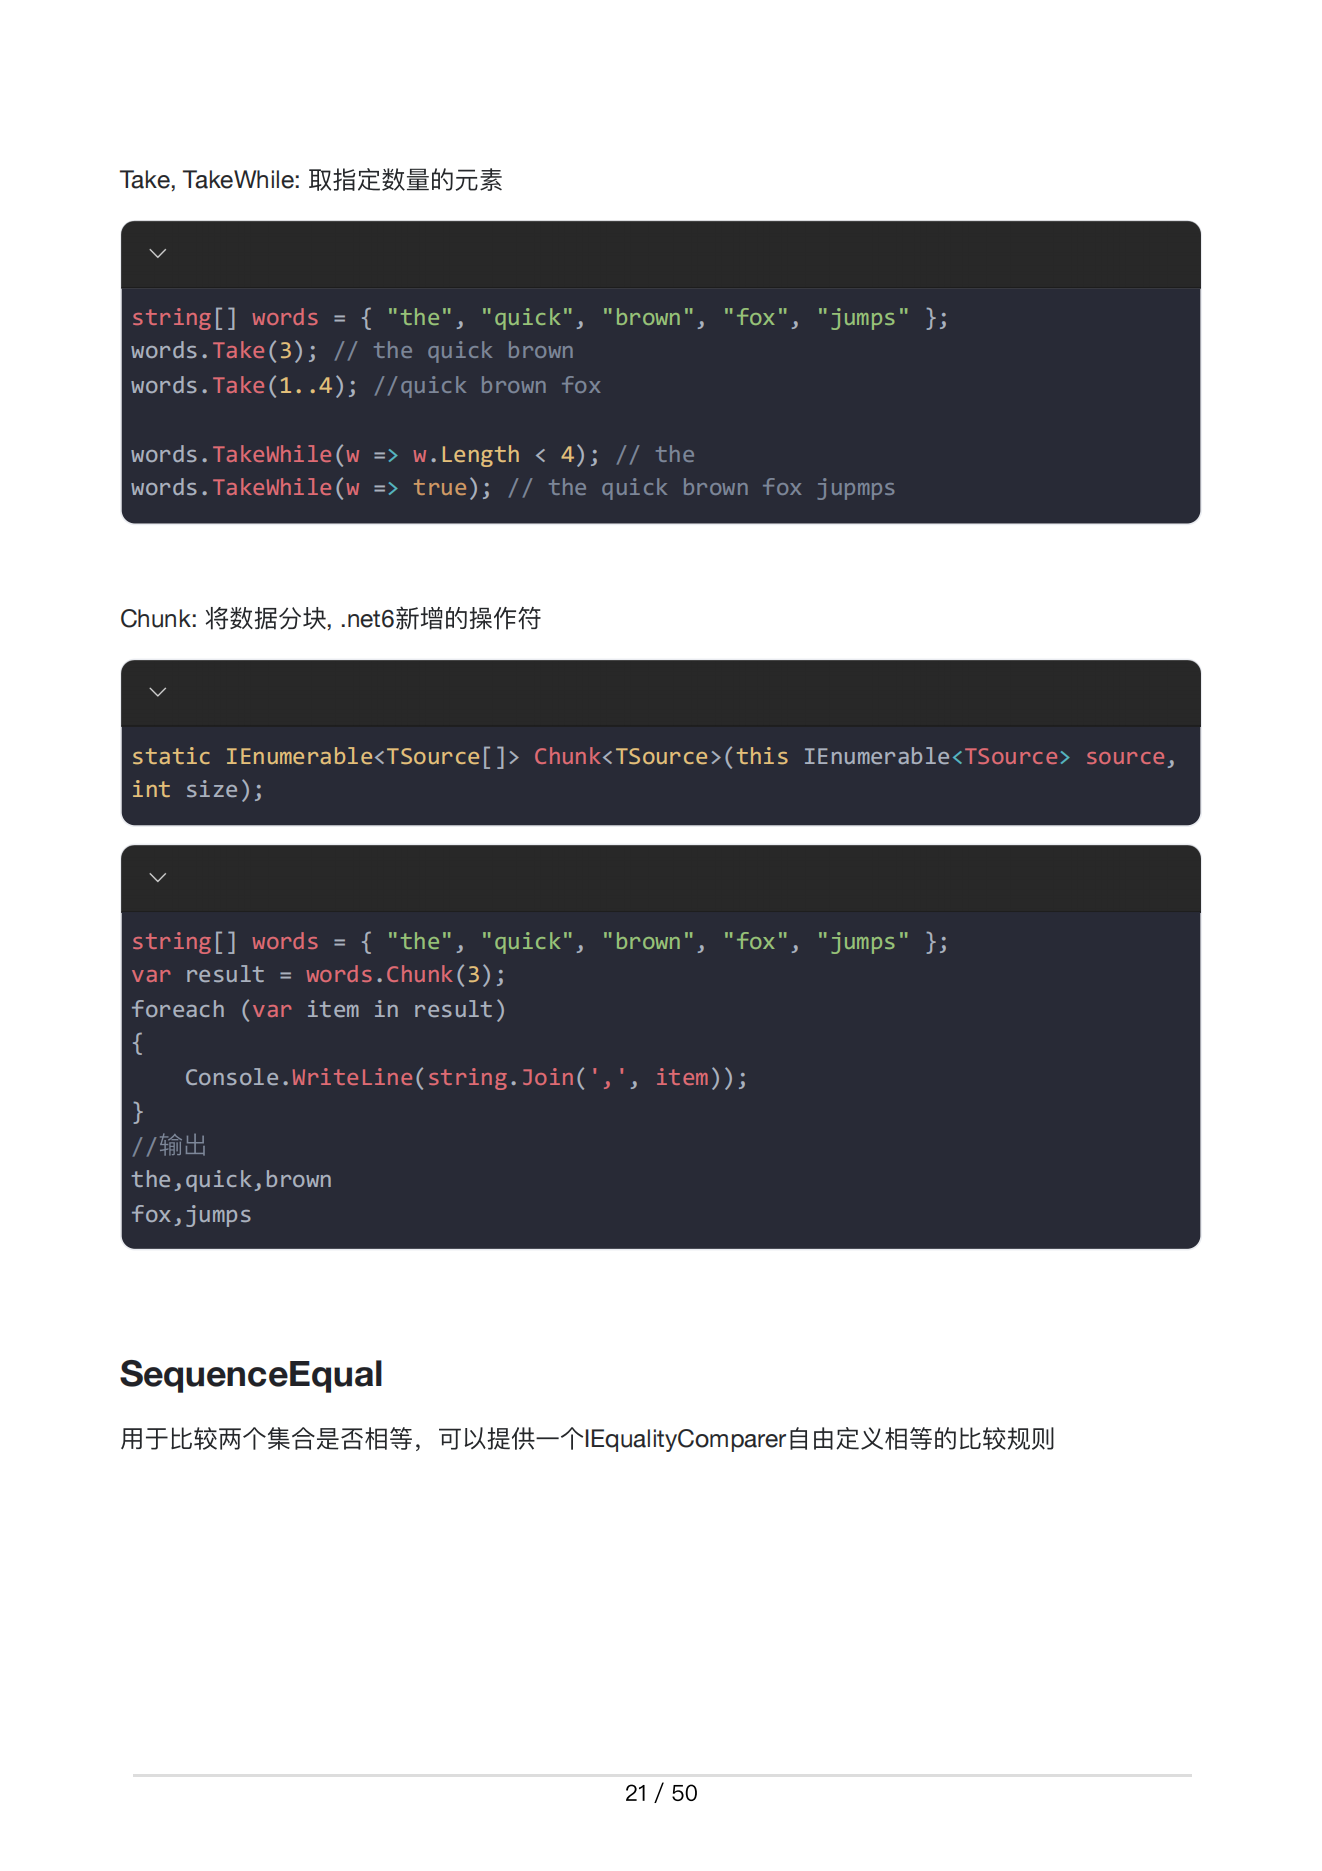 Take, TakeWhile: 取指定数量的元素
string[] words = { "the", "quick", "brown", "fox", "jumps" };
words.Take(3); // the quick brown
words.Take(1..4); //quick brown fox
words.TakeWhile(w => w.Length < 4); // the
words.TakeWhile(w => true); // the quick brown fox jupmps
Chunk: 将数据分块, .net6新增的操作符
static IEnumerable<TSource[]> Chunk<TSource>(this IEnumerable<TSource> source,
int size);
string[] words = { "the", "quick", "brown", "fox", "jumps" };
var result = words.Chunk(3);
foreach (var item in result)
{
    Console.WriteLine(string.Join(',', item));
}
//输出
the,quick,brown
fox,jumps
SequenceEqual
用于比较两个集合是否相等，可以提供一个IEqualityComparer自由定义相等的比较规则
21 / 50